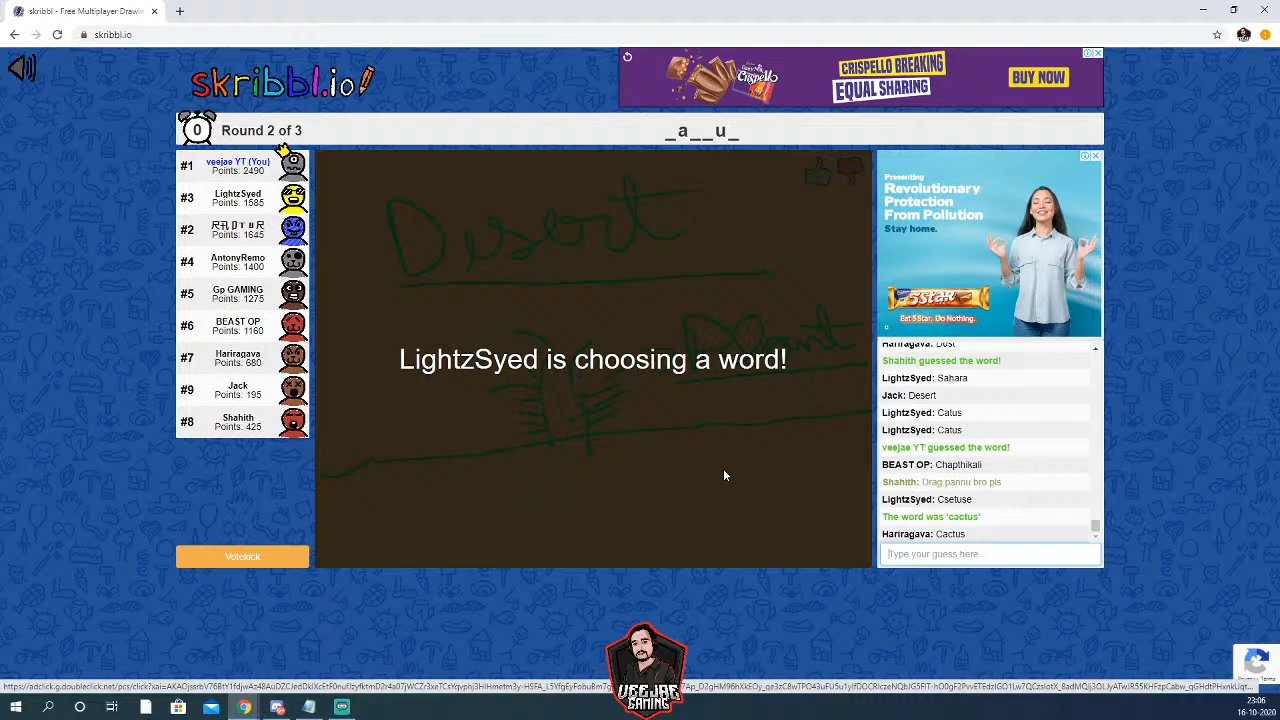 skribbl - Free Multiplayer Drawin
skribbl.io
skribbl.io
CRISPELLO BREAKING
EQUAL SHARING
BUY NOW
Crispello
0
Round 2 of 3
_a__u_
#1 veejae YT (You)
Points: 2490
#3 LightzSyed
Points: 1585
#2
Points: 1645
#4 AntonyRemo
Points: 1400
#5 Gp GAMING
Points: 1275
#6 BEAST OP
Points: 1160
#7 Hariragava
Points: 680
#9 Jack
Points: 195
#8 Shahith
Points: 425
Votekick
Desert
Plant
LightzSyed is choosing a word!
Presenting
Revolutionary
Protection
From Pollution
Stay home.
5STAR
Eat 5Star. Do Nothing.
Hariragava: Dust
Shahith guessed the word!
LightzSyed: Sahara
Jack: Desert
LightzSyed: Catus
LightzSyed: Catus
veejae YT guessed the word!
BEAST OP: Chapthikali
Shahith: Drag pannu bro pls
LightzSyed: Csetuse
The word was 'cactus'
Hariragava: Cactus
Type your guess here...
VEEJAE
GAMING
23:06
16-10-2020